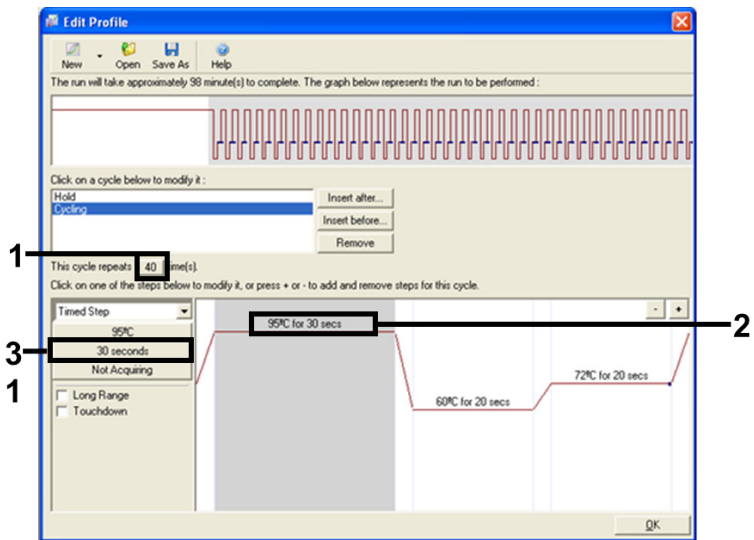 Edit Profile
New Open Save As Help
The run will take approximately 98 minute(s) to complete. The graph below represents the run to be performed :
Click on a cycle below to modify it :
Hold
Cycling
Insert after...
Insert before...
Remove
1
This cycle repeats 40 time(s).
Click on one of the steps below to modify it, or press + or - to add and remove steps for this cycle.
Timed Step
- +
95ºC
95ºC for 30 secs
2
3
30 seconds
Not Acquiring
72ºC for 20 secs
1
Long Range
60ºC for 20 secs
Touchdown
OK